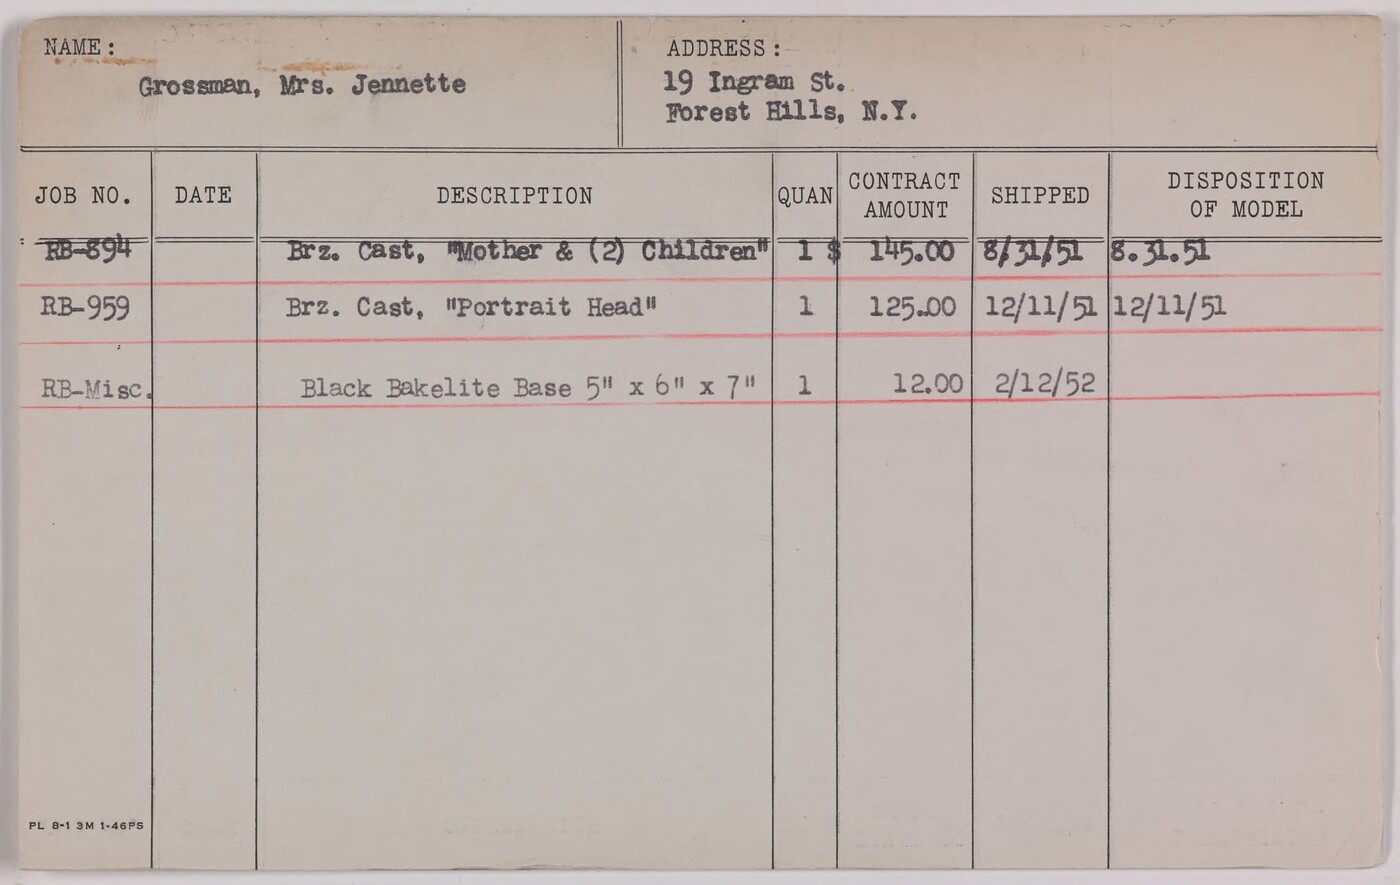 NAME:
Grossman, Mrs. Jennette
ADDRESS:
19 Ingram St.
Forest Hills, N.Y.
JOB NO. DATE DESCRIPTION QUAN CONTRACT AMOUNT SHIPPED DISPOSITION OF MODEL
RB-894 Brz. Cast, "Mother & (2) Children" 1 $ 145.00 8/31/51 8.31.51
RB-959 Brz. Cast, "Portrait Head" 1 125.00 12/11/51 12/11/51
RB-Misc. Black Bakelite Base 5" x 6" x 7" 1 12.00 2/12/52
PL 8-1 3M 1-46PS